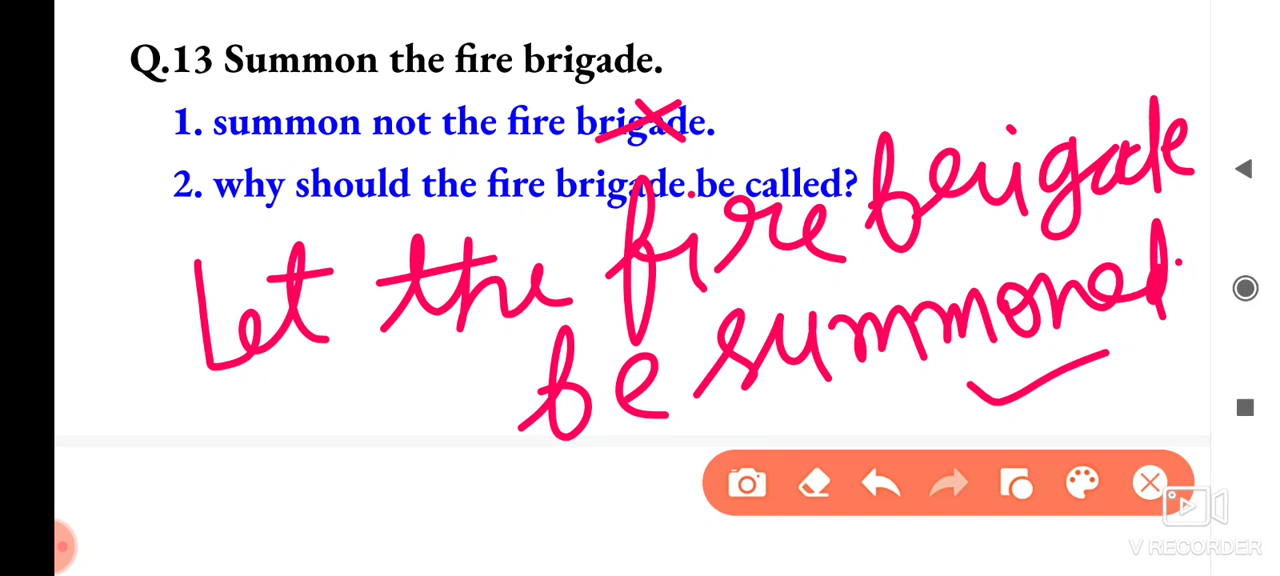 Q.13 Summon the fire brigade.
1. summon not the fire brigade.
2. why should the fire brigade.be called?
Let the fire brigade
be summoned.
V RECORDER